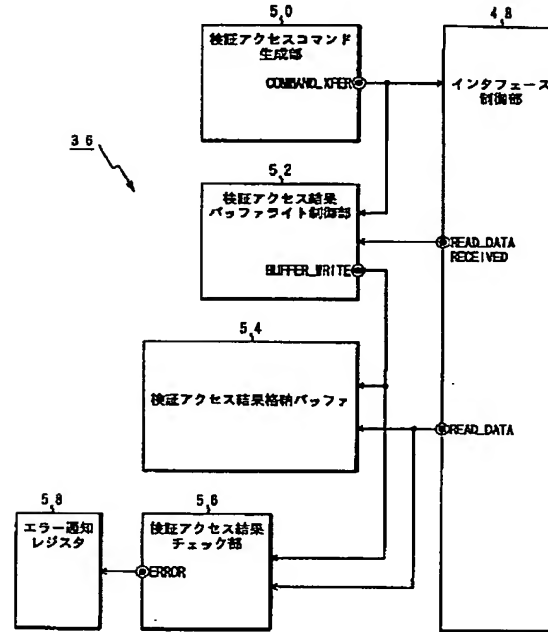 50
検証アクセスコマンド
生成部
COMMAND_XFER
48
インタフェース
制御部
36
52
検証アクセス結果
バッファライト制御部
BUFFER_WRITE
READ_DATA
RECEIVED
54
検証アクセス結果格納バッファ
READ_DATA
58
エラー通知
レジスタ
56
検証アクセス結果
チェック部
ERROR